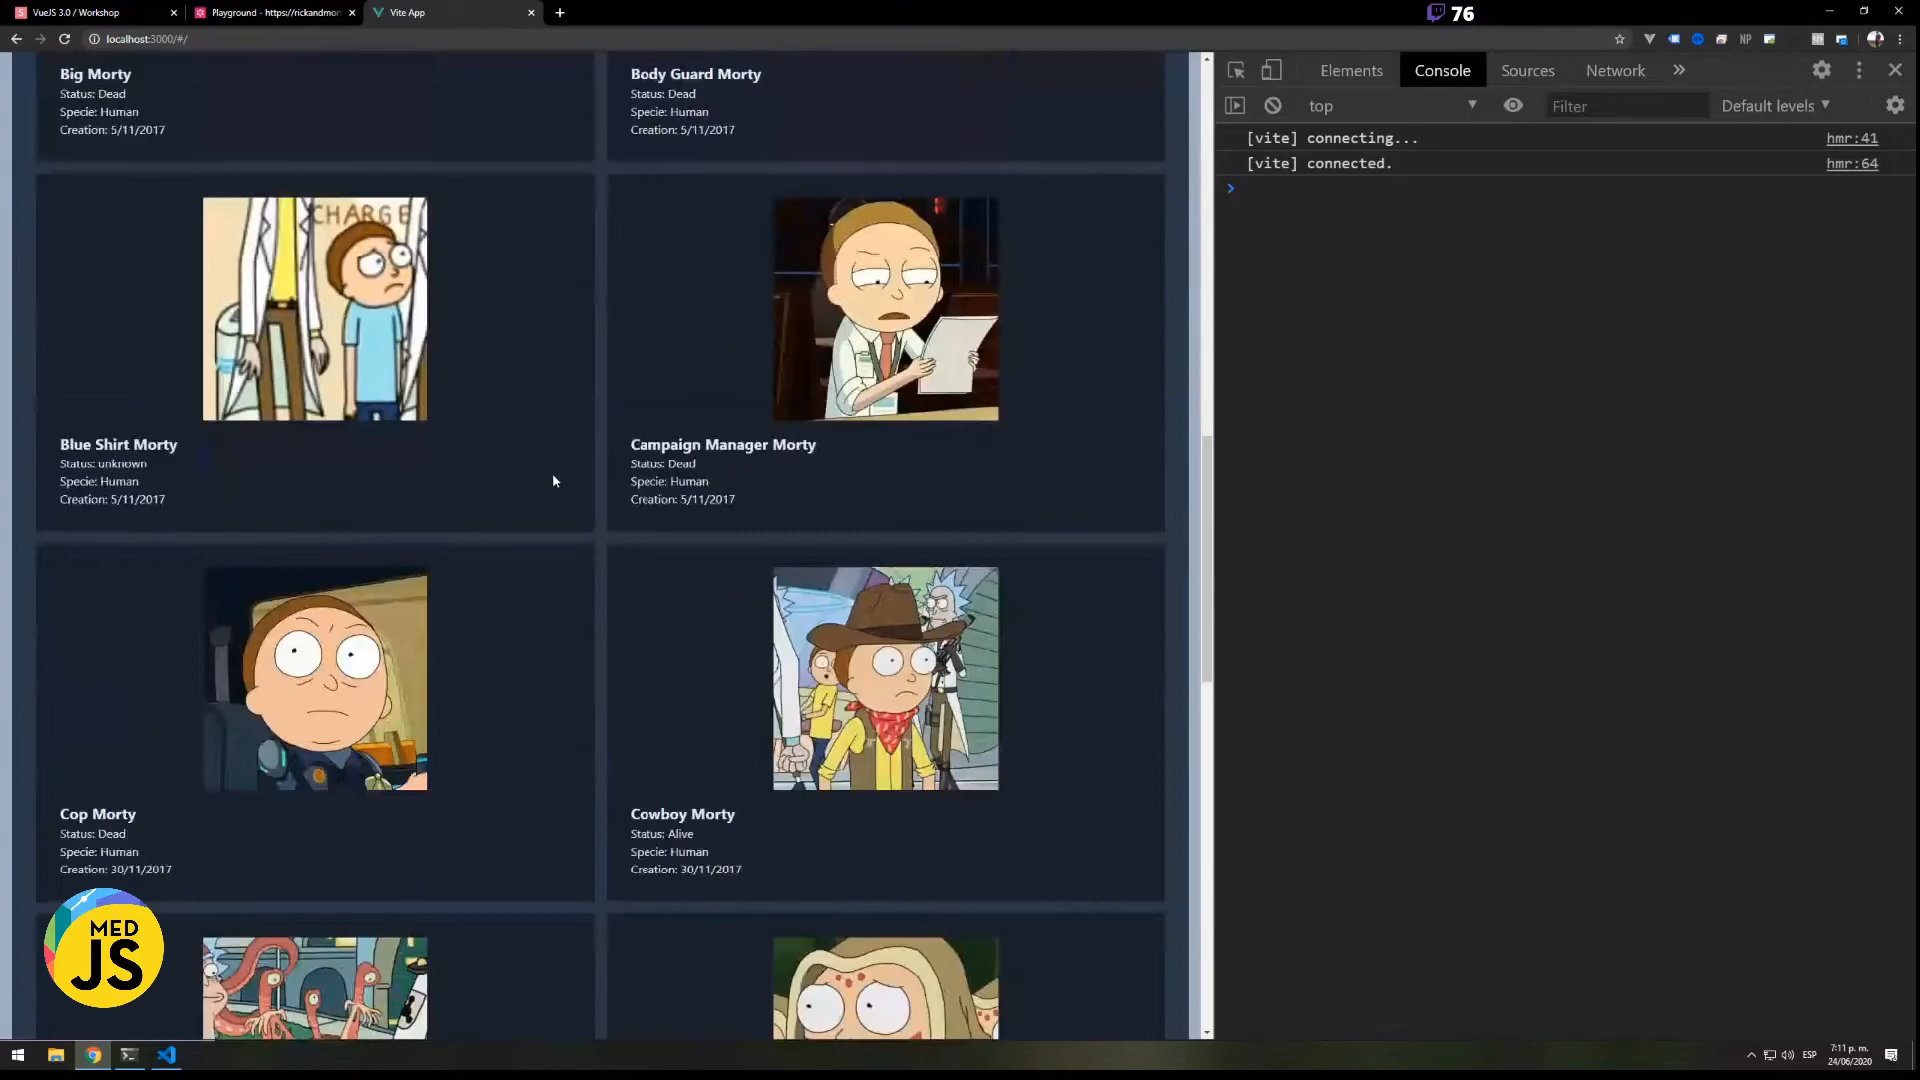 VueJS 3.0 / Workshop
Playground - https://rickandmor
Vite App
76
localhost:3000/#/
NP
Elements
Console
Sources
Network
top
Filter
Default levels
[vite] connecting...
hmr:41
[vite] connected.
hmr:64
Big Morty
Status: Dead
Specie: Human
Creation: 5/11/2017
Body Guard Morty
Status: Dead
Specie: Human
Creation: 5/11/2017
CHARGE
Blue Shirt Morty
Status: unknown
Specie: Human
Creation: 5/11/2017
Campaign Manager Morty
Status: Dead
Specie: Human
Creation: 5/11/2017
Cop Morty
Status: Dead
Specie: Human
Creation: 30/11/2017
Cowboy Morty
Status: Alive
Specie: Human
Creation: 30/11/2017
MED
JS
ESP
7:11 p. m.
24/06/2020